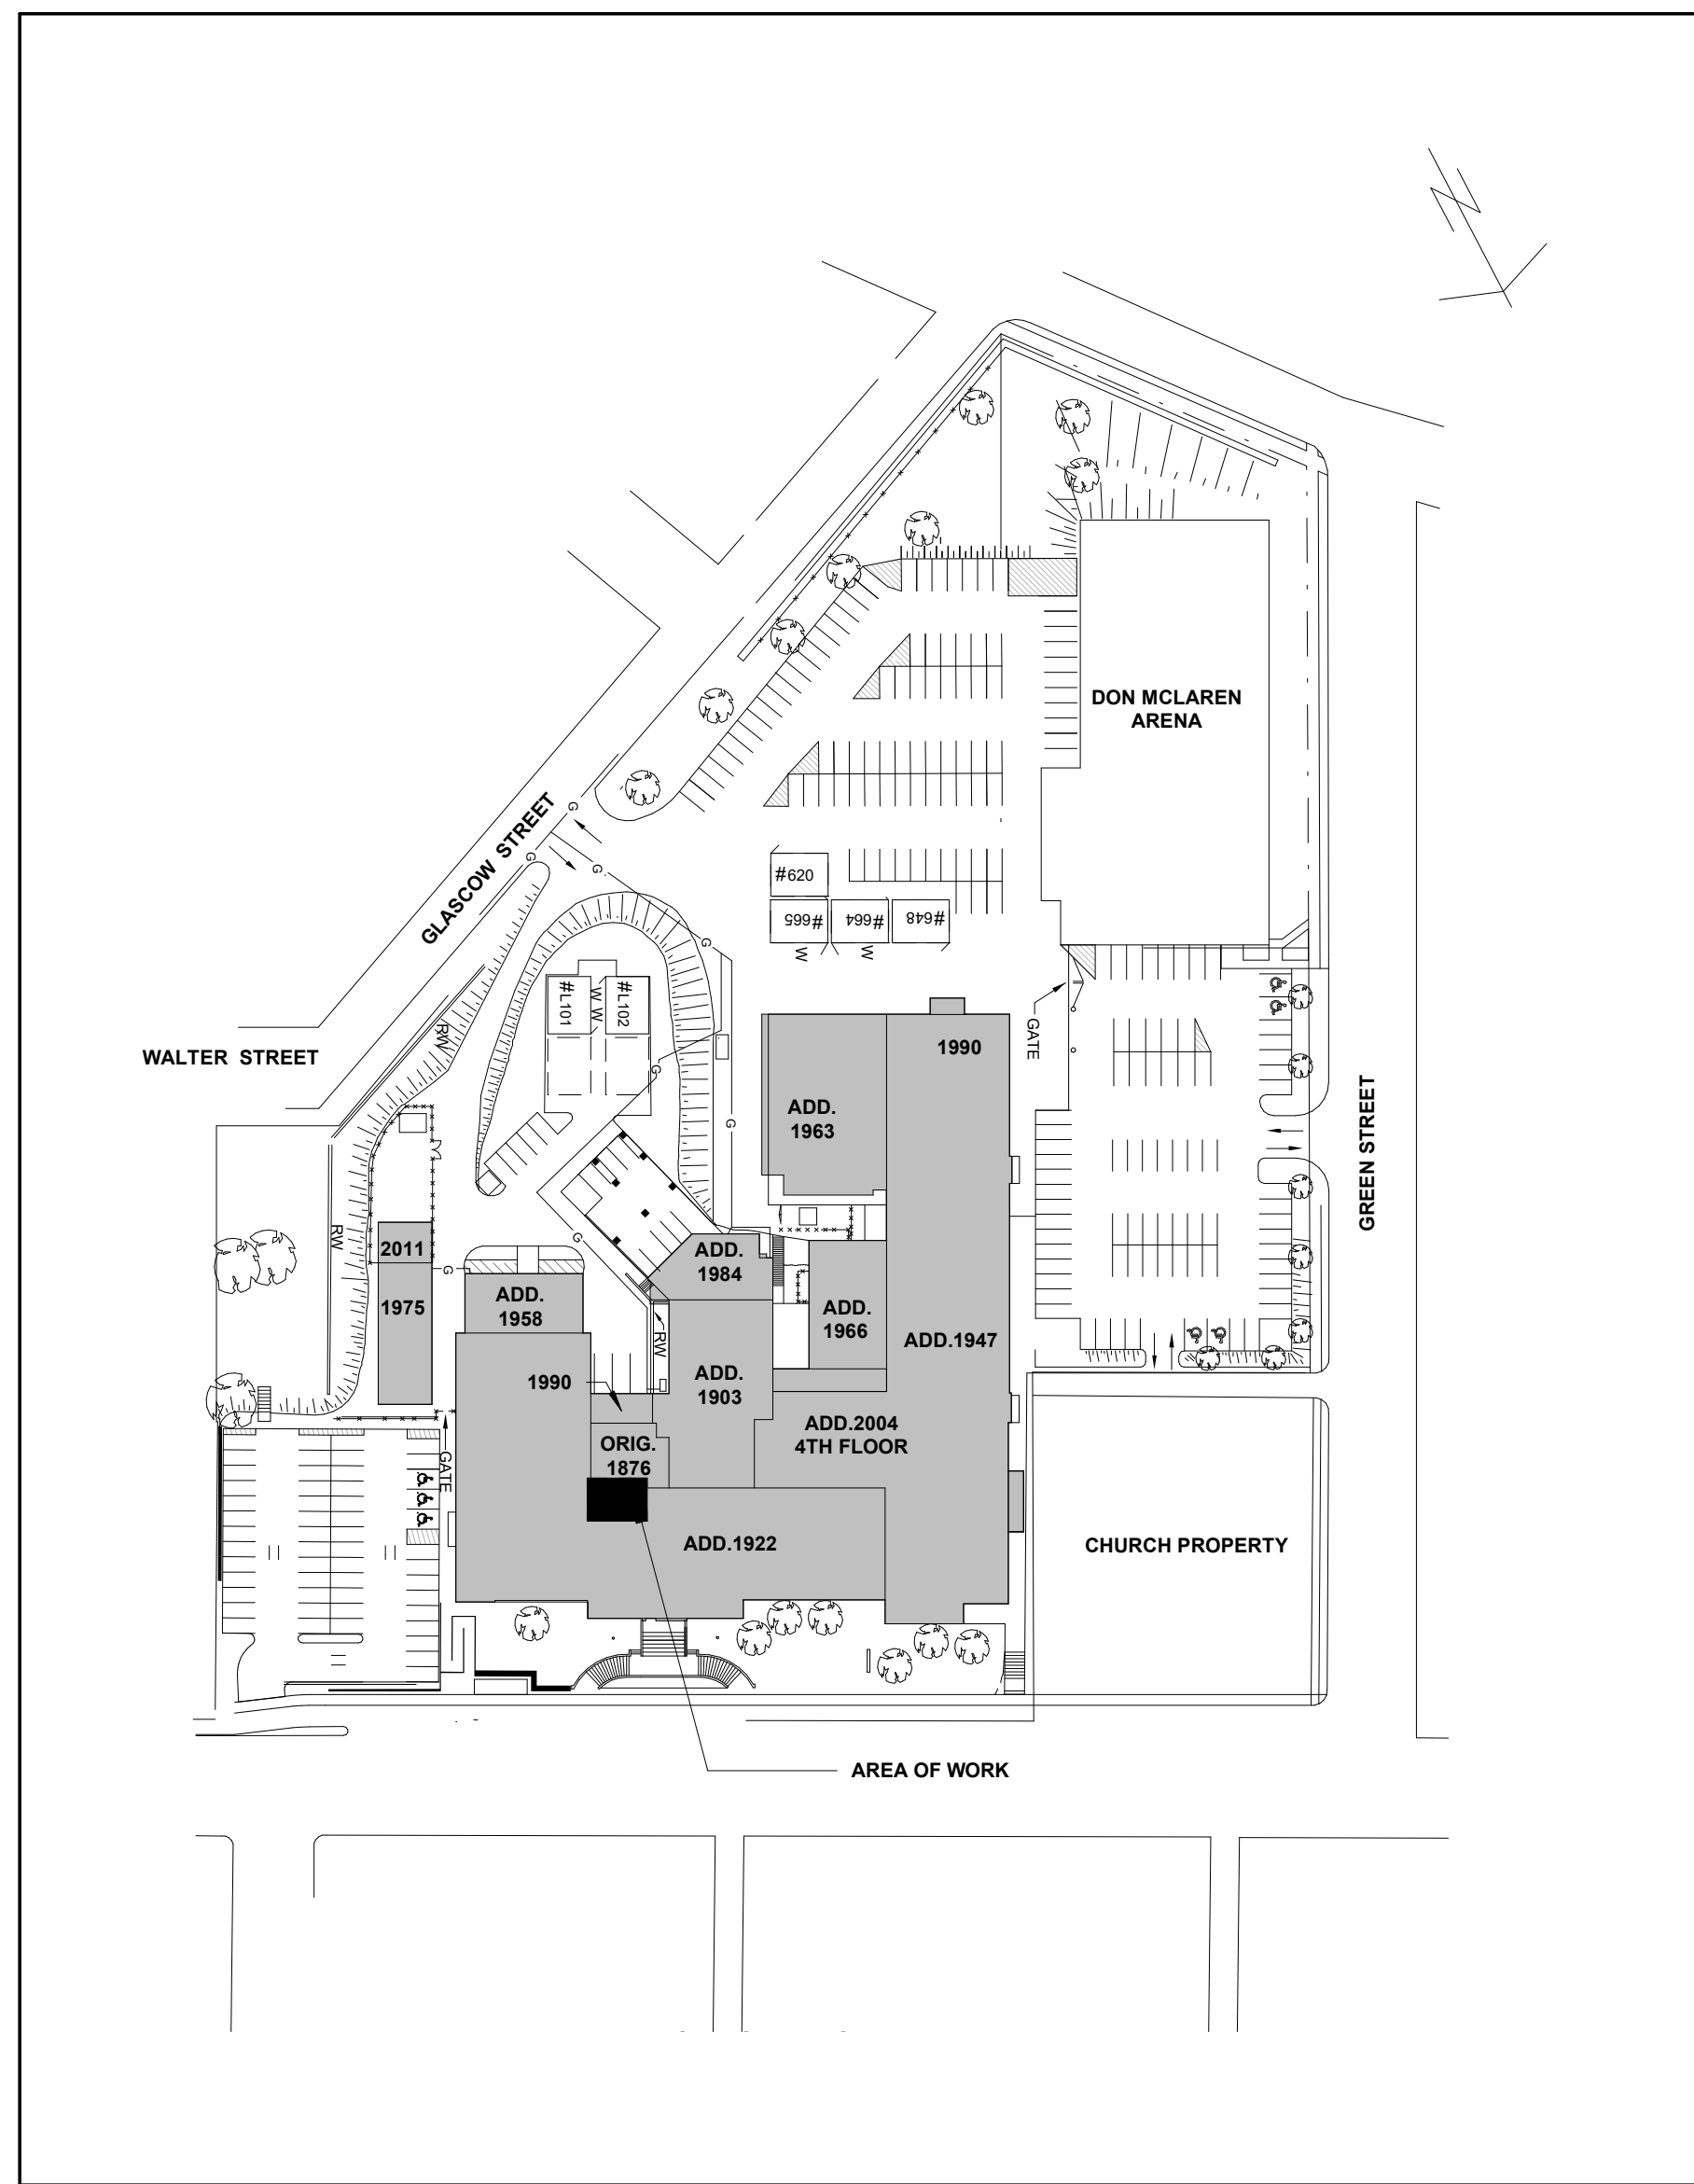 DON MCLAREN
ARENA
GLASCOW STREET
G
G
G
#620
#665
#664
#648
W
W
G
#L101
W
W
#L102
RW
GATE
WALTER STREET
1990
G
ADD.
1963
G
GREEN STREET
RW
2011
G
G
ADD.
1984
1975
ADD.
1958
ADD.
1966
RW
ADD.1947
1990
ADD.
1903
ADD.2004
4TH FLOOR
ORIG.
1876
GATE
ADD.1922
CHURCH PROPERTY
AREA OF WORK